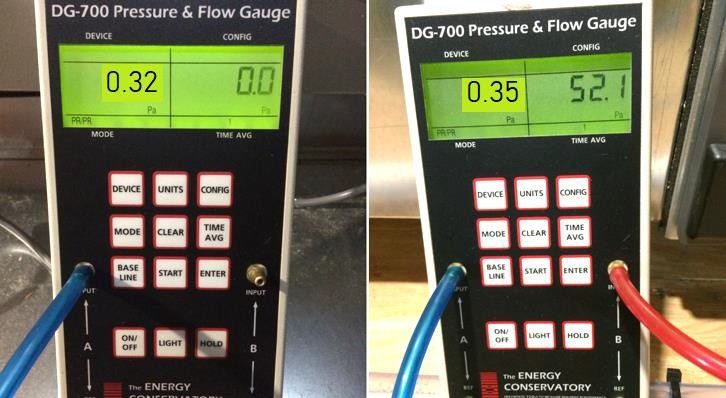 DG-700 Pressure & Flow Gauge
DEVICE CONFIG
0.32 0.0
Pa Pa
PR/PR 1
MODE TIME AVG
DEVICE UNITS CONFIG
MODE CLEAR TIME AVG
BASE LINE START ENTER
PUT INPUT
A B
ON/OFF LIGHT HOLD
The ENERGY
CONSERVATORY
DG-700 Pressure & Flow Gauge
DEVICE CONFIG
0.35 52.1
Pa Pa
PR/PR 1
MODE TIME AVG
DEVICE UNITS CONFIG
MODE CLEAR TIME AVG
BASE LINE START ENTER
PUT IN
A B
ON/OFF LIGHT HOLD
REF REF
The ENERGY
CONSERVATORY